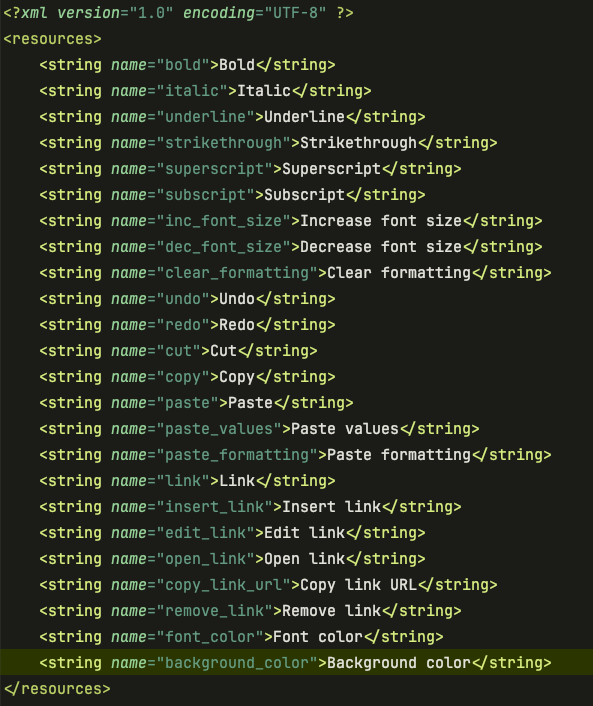 <?xml version="1.0" encoding="UTF-8" ?>
<resources>
    <string name="bold">Bold</string>
    <string name="italic">Italic</string>
    <string name="underline">Underline</string>
    <string name="strikethrough">Strikethrough</string>
    <string name="superscript">Superscript</string>
    <string name="subscript">Subscript</string>
    <string name="inc_font_size">Increase font size</string>
    <string name="dec_font_size">Decrease font size</string>
    <string name="clear_formatting">Clear formatting</string>
    <string name="undo">Undo</string>
    <string name="redo">Redo</string>
    <string name="cut">Cut</string>
    <string name="copy">Copy</string>
    <string name="paste">Paste</string>
    <string name="paste_values">Paste values</string>
    <string name="paste_formatting">Paste formatting</string>
    <string name="link">Link</string>
    <string name="insert_link">Insert link</string>
    <string name="edit_link">Edit link</string>
    <string name="open_link">Open link</string>
    <string name="copy_link_url">Copy link URL</string>
    <string name="remove_link">Remove link</string>
    <string name="font_color">Font color</string>
    <string name="background_color">Background color</string>
</resources>